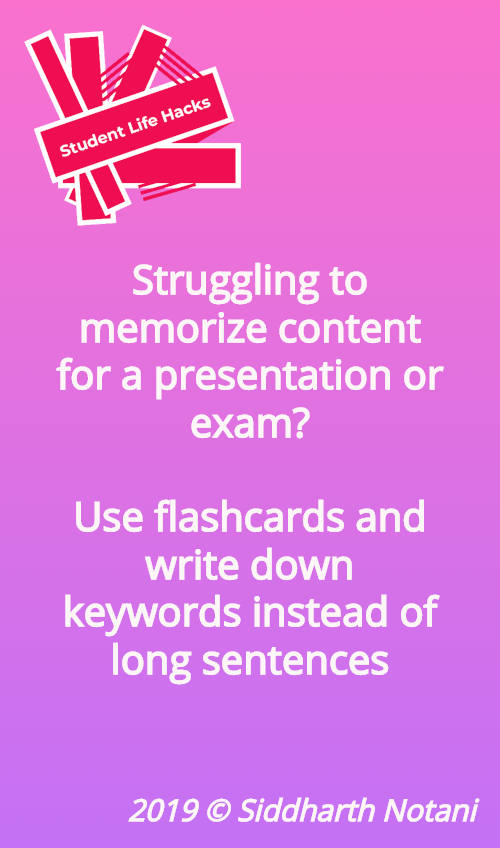 Student Life Hacks
Struggling to
memorize content
for a presentation or
exam?
Use flashcards and
write down
keywords instead of
long sentences
2019 © Siddharth Notani